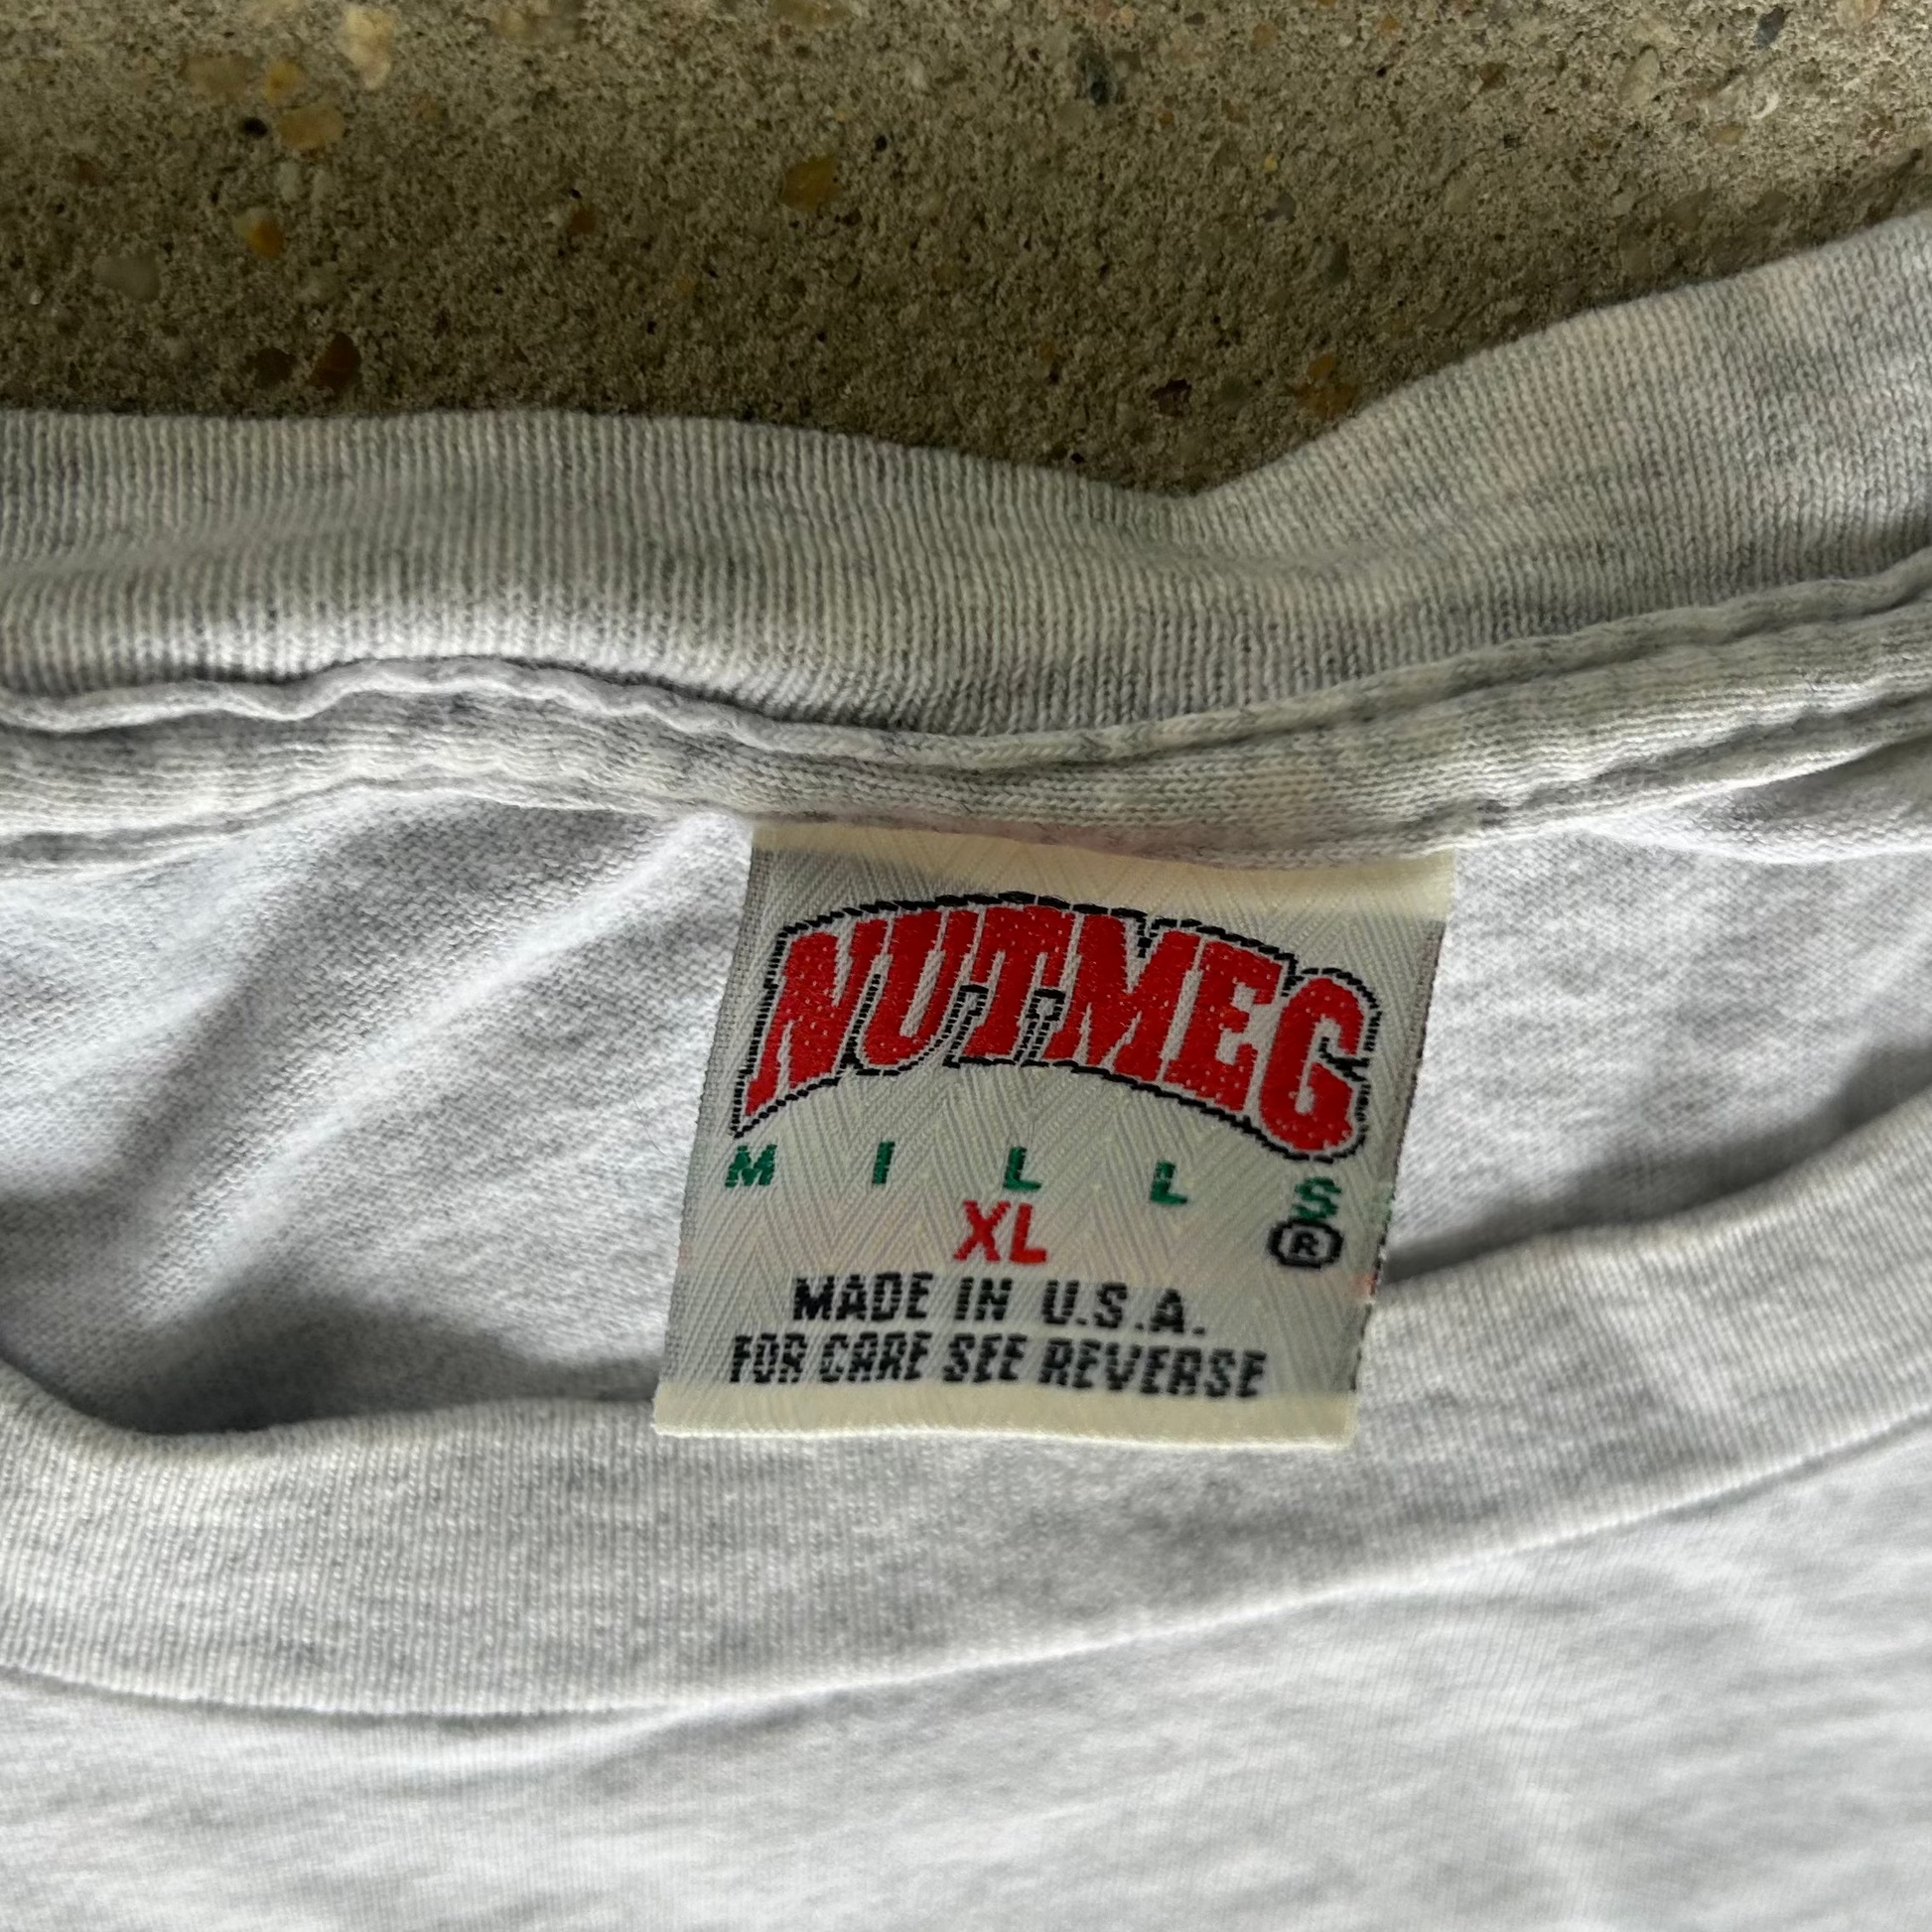 NUTMEG
MILLS
XL ®
MADE IN U.S.A.
FOR CARE SEE REVERSE